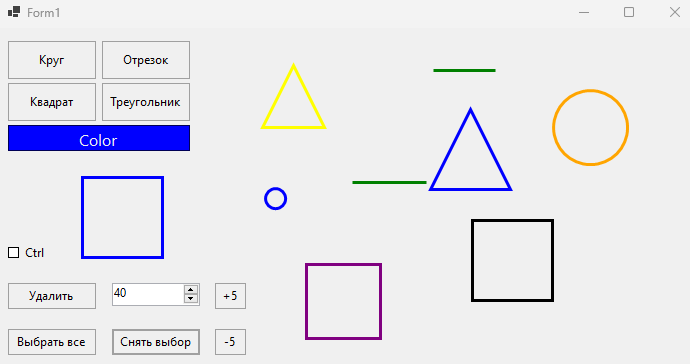 Form1
Круг
Отрезок
Квадрат
Треугольник
Color
Ctrl
Удалить
40
+5
Выбрать все
Снять выбор
-5